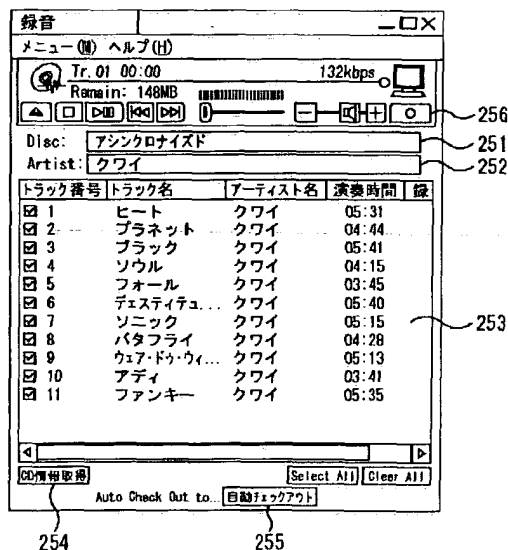 録音
メニュー(M) ヘルプ(H)
Tr. 01 00:00 132kbps
Remain: 148MB
256
Disc: アシンクロナイズド 251
Artist: クワイ 252
トラック番号 トラック名 アーティスト名 演奏時間 録
1 ヒート クワイ 05:31
2 プラネット クワイ 04:44
3 ブラック クワイ 05:41
4 ソウル クワイ 04:15
5 フォール クワイ 03:45
6 デェスティテュ... クワイ 05:40
7 ソニック クワイ 05:15
8 バタフライ クワイ 04:28
9 ウェア・ドゥ・ウィ... クワイ 05:13
10 アディ クワイ 03:41
11 ファンキー クワイ 05:35
253
CD情報取得 Select All Clear All
Auto Check Out to... 自動チェックアウト
254 255